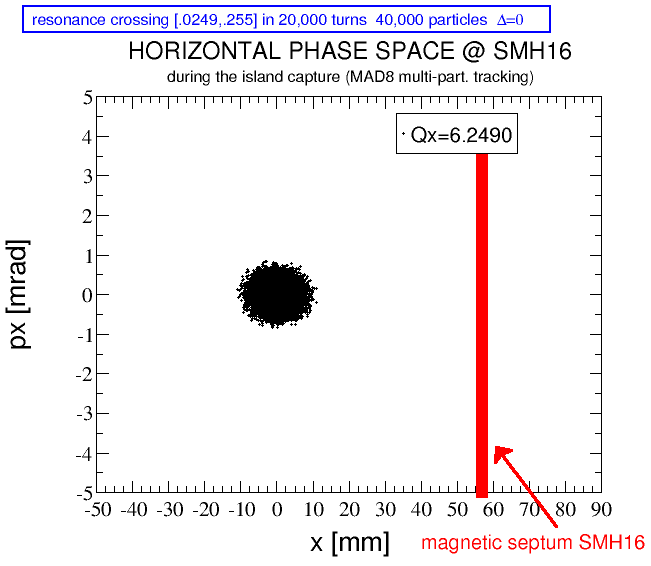 resonance crossing [.0249,.255] in 20,000 turns 40,000 particles Δ=0
HORIZONTAL PHASE SPACE @ SMH16
during the island capture (MAD8 multi-part. tracking)
Qx=6.2490
5
4
3
2
1
0
-1
-2
-3
-4
-5
px [mrad]
-50 -40 -30 -20 -10 0 10 20 30 40 50 60 70 80 90
x [mm]
magnetic septum SMH16